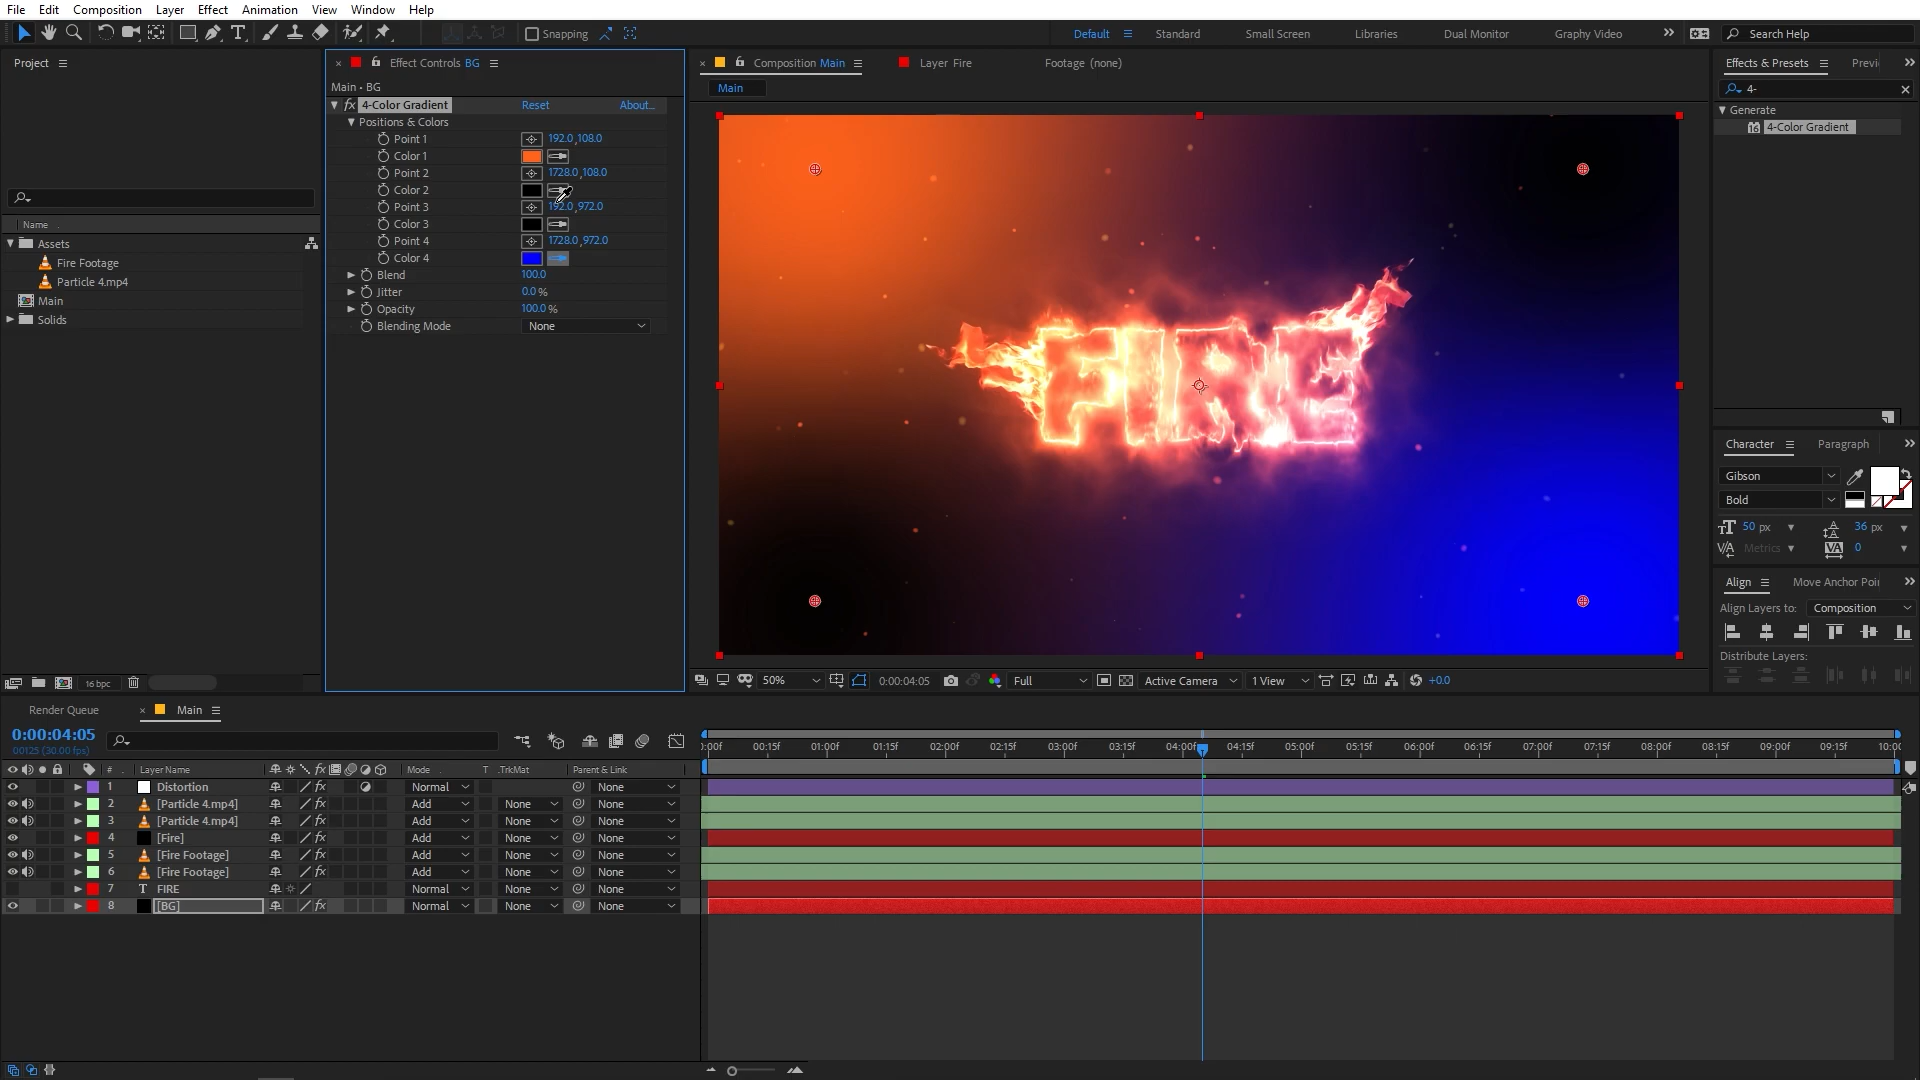 File Edit Composition Layer Effect Animation View Window Help
Snapping
Default Standard Small Screen Libraries Dual Monitor Graphy Video Search Help
Project
Effect Controls BG
Composition Main Layer Fire Footage (none)
Effects & Presets Previ
Main • BG
Main
4-
4-Color Gradient Reset About...
Generate
Positions & Colors
4-Color Gradient
Point 1 192.0,108.0
Color 1
Point 2 1728.0,108.0
Color 2
Point 3 192.0,972.0
Color 3
Point 4 1728.0,972.0
Color 4
Blend 100.0
Jitter 0.0 %
Opacity 100.0 %
Blending Mode None
Name
Assets
Fire Footage
Particle 4.mp4
Main
Solids
FIRE
Character Paragraph
Gibson
Bold
50 px 36 px
Metrics 0
Align Move Anchor Poin
Align Layers to: Composition
Distribute Layers:
16 bpc
50% 0:00:04:05 Full Active Camera 1 View +0.0
Render Queue Main
0:00:04:05
00125 (30.00 fps)
:00f 00:15f 01:00f 01:15f 02:00f 02:15f 03:00f 03:15f 04:00f 04:15f 05:00f 05:15f 06:00f 06:15f 07:00f 07:15f 08:00f 08:15f 09:00f 09:15f 10:00
# Layer Name Mode T .TrkMat Parent & Link
1 Distortion Normal None
2 [Particle 4.mp4] Add None None
3 [Particle 4.mp4] Add None None
4 [Fire] Add None None
5 [Fire Footage] Add None None
6 [Fire Footage] Add None None
7 T FIRE Normal None None
8 [BG] Normal None None